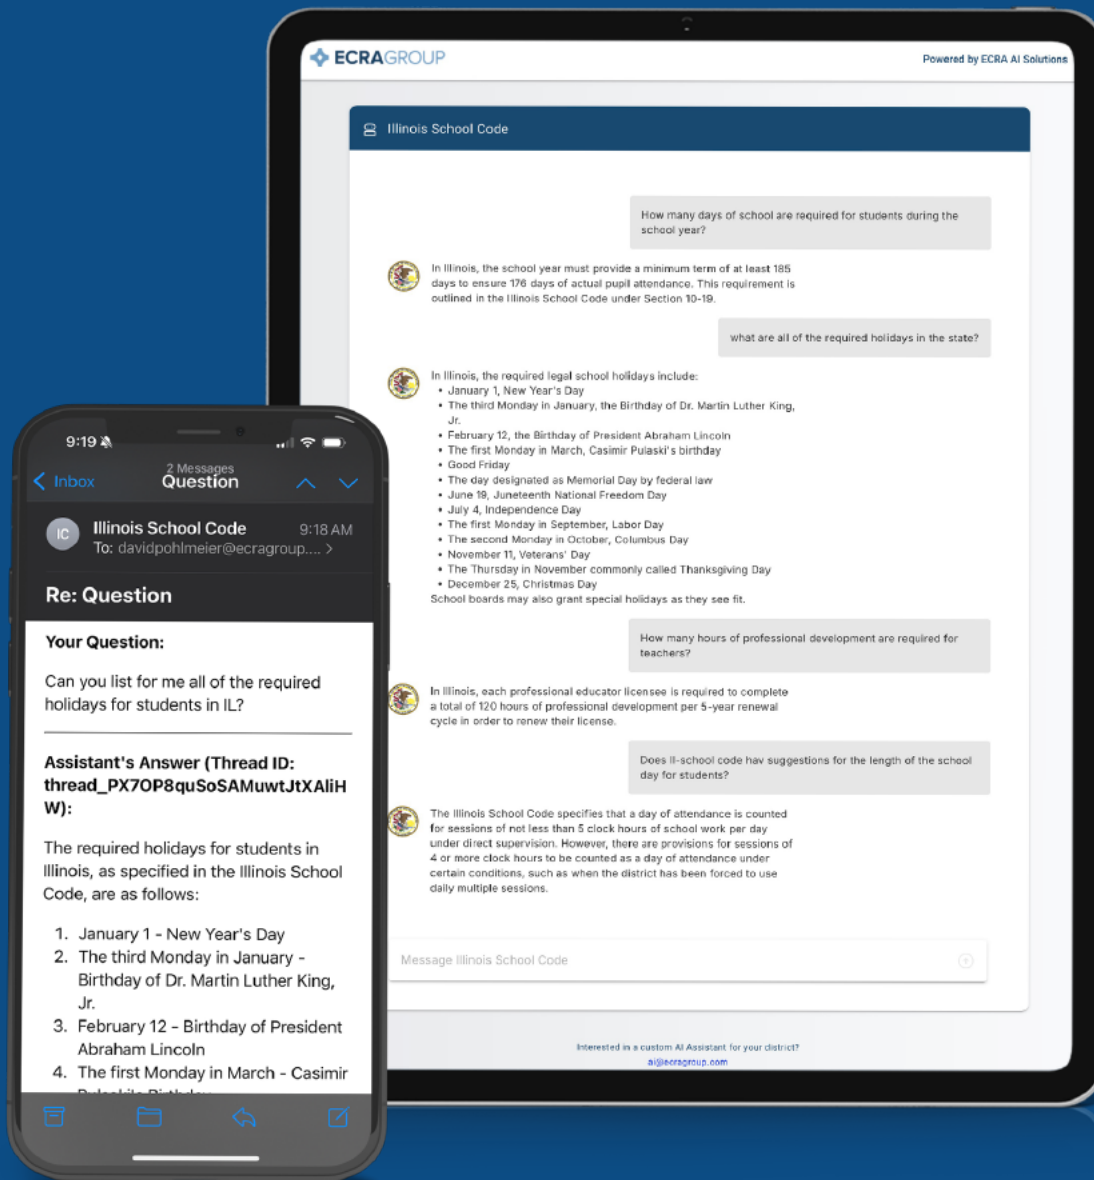 ECRAGROUP
Powered by ECRA AI Solutions
Illinois School Code
How many days of school are required for students during the
school year?
In Illinois, the school year must provide a minimum term of at least 185
days to ensure 176 days of actual pupil attendance. This requirement is
outlined in the Illinois School Code under Section 10-19.
what are all of the required holidays in the state?
In Illinois, the required legal school holidays include:
• January 1, New Year's Day
• The third Monday in January, the Birthday of Dr. Martin Luther King,
Jr.
• February 12, the Birthday of President Abraham Lincoln
• The first Monday in March, Casimir Pulaski's birthday
• Good Friday
• The day designated as Memorial Day by federal law
• June 19, Juneteenth National Freedom Day
• July 4, Independence Day
• The first Monday in September, Labor Day
• The second Monday in October, Columbus Day
• November 11, Veterans' Day
• The Thursday in November commonly called Thanksgiving Day
• December 25, Christmas Day
School boards may also grant special holidays as they see fit.
How many hours of professional development are required for
teachers?
In Illinois, each professional educator licensee is required to complete
a total of 120 hours of professional development per 5-year renewal
cycle in order to renew their license.
Does Il-school code hav suggestions for the length of the school
day for students?
The Illinois School Code specifies that a day of attendance is counted
for sessions of not less than 5 clock hours of school work per day
under direct supervision. However, there are provisions for sessions of
4 or more clock hours to be counted as a day of attendance under
certain conditions, such as when the district has been forced to use
daily multiple sessions.
Message Illinois School Code
Interested in a custom AI Assistant for your district?
ai@ecragroup.com
9:19
2 Messages
Inbox
Question
IC
Illinois School Code
9:18 AM
To: davidpohlmeier@ecragroup.... >
Re: Question
Your Question:
Can you list for me all of the required
holidays for students in IL?
Assistant's Answer (Thread ID:
thread_PX7OP8quSoSAMuwtJtXAliH
W):
The required holidays for students in
Illinois, as specified in the Illinois School
Code, are as follows:
1. January 1 - New Year's Day
2. The third Monday in January -
Birthday of Dr. Martin Luther King,
Jr.
3. February 12 - Birthday of President
Abraham Lincoln
4. The first Monday in March - Casimir